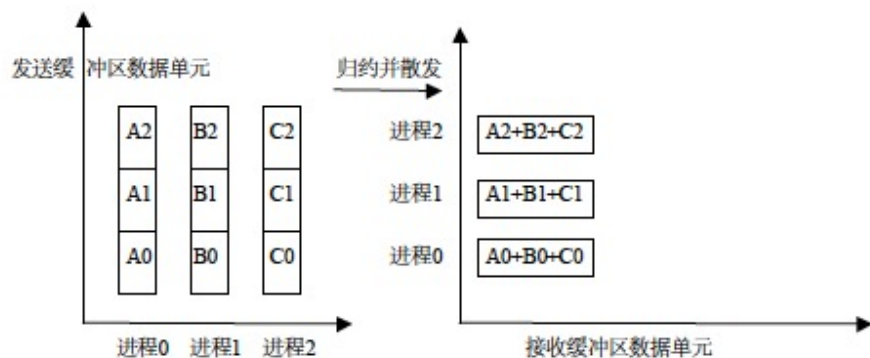 发送缓冲区数据单元
归约并散发
A2 B2 C2
进程2 A2+B2+C2
A1 B1 C1
进程1 A1+B1+C1
A0 B0 C0
进程0 A0+B0+C0
进程0 进程1 进程2
接收缓冲区数据单元